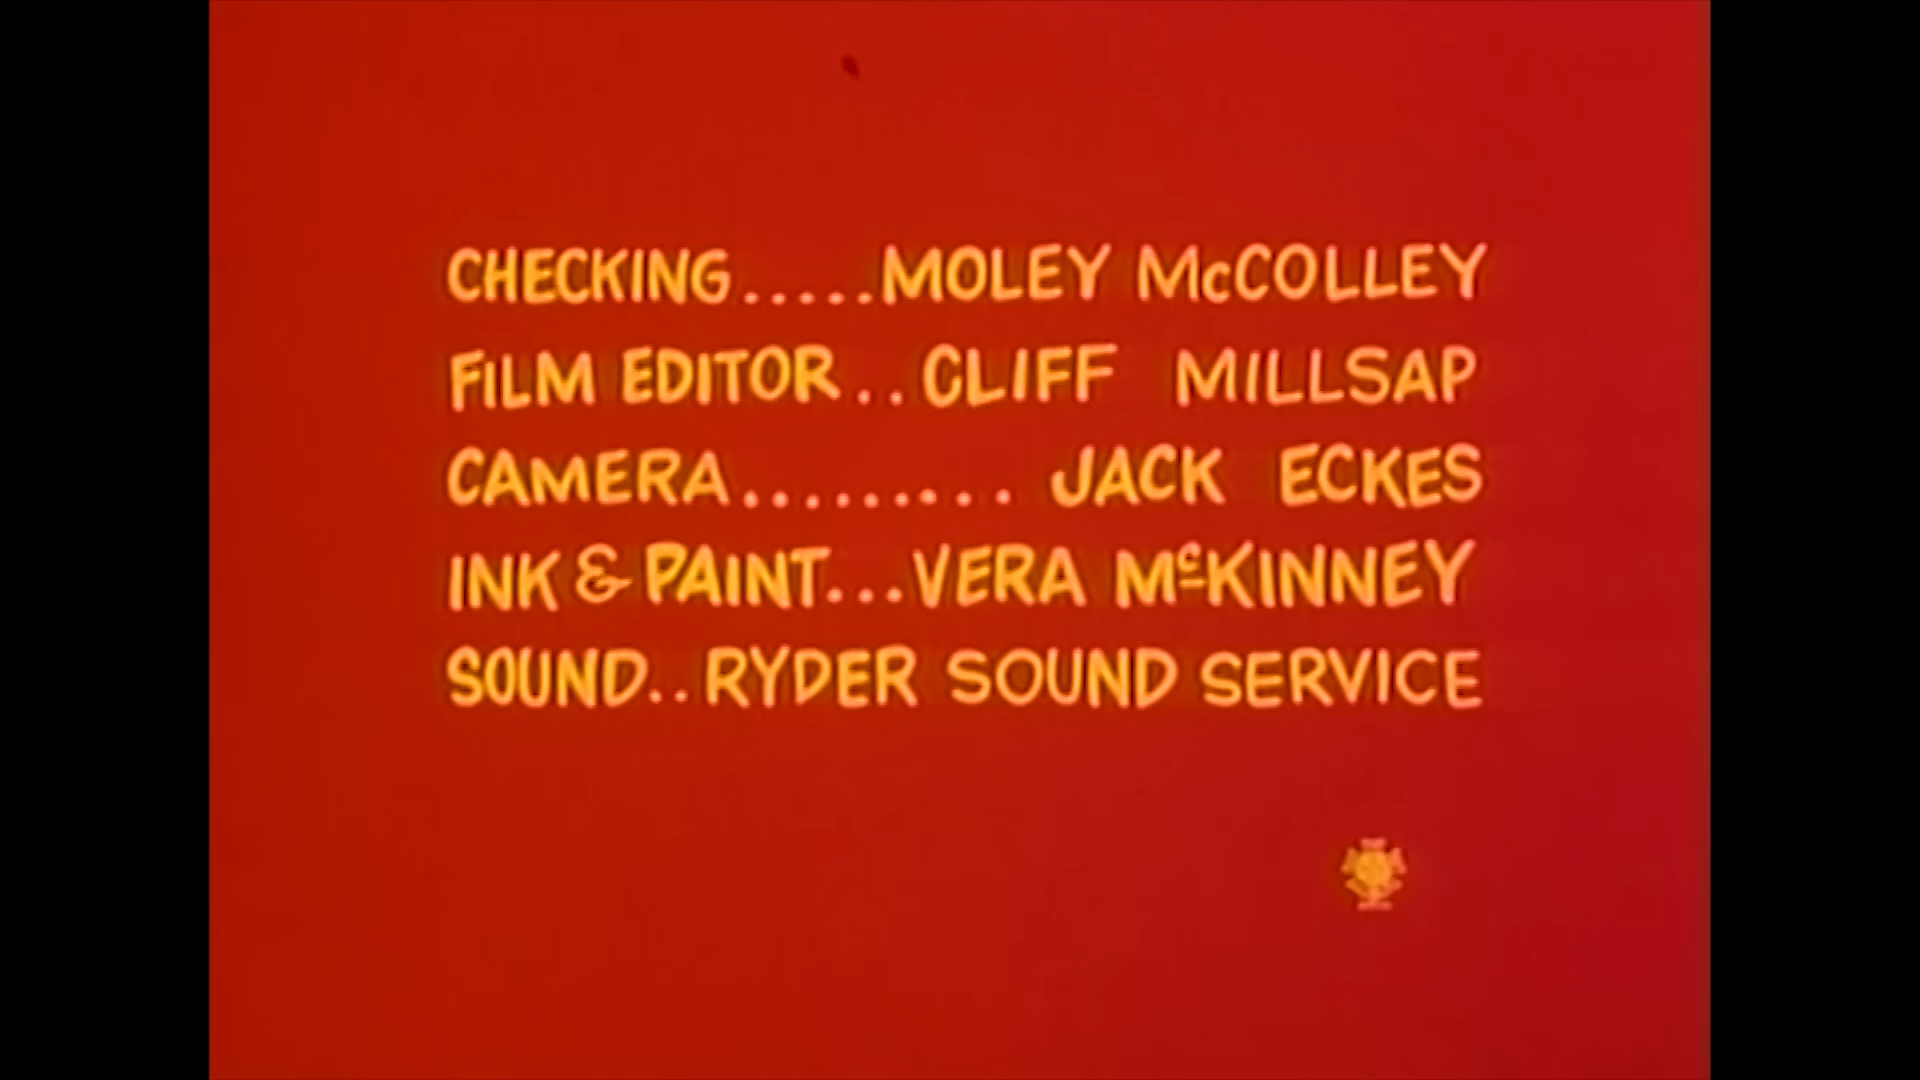 CHECKING.....MOLEY McCOLLEY
FILM EDITOR..CLIFF MILLSAP
CAMERA......... JACK ECKES
INK & PAINT...VERA McKINNEY
SOUND..RYDER SOUND SERVICE